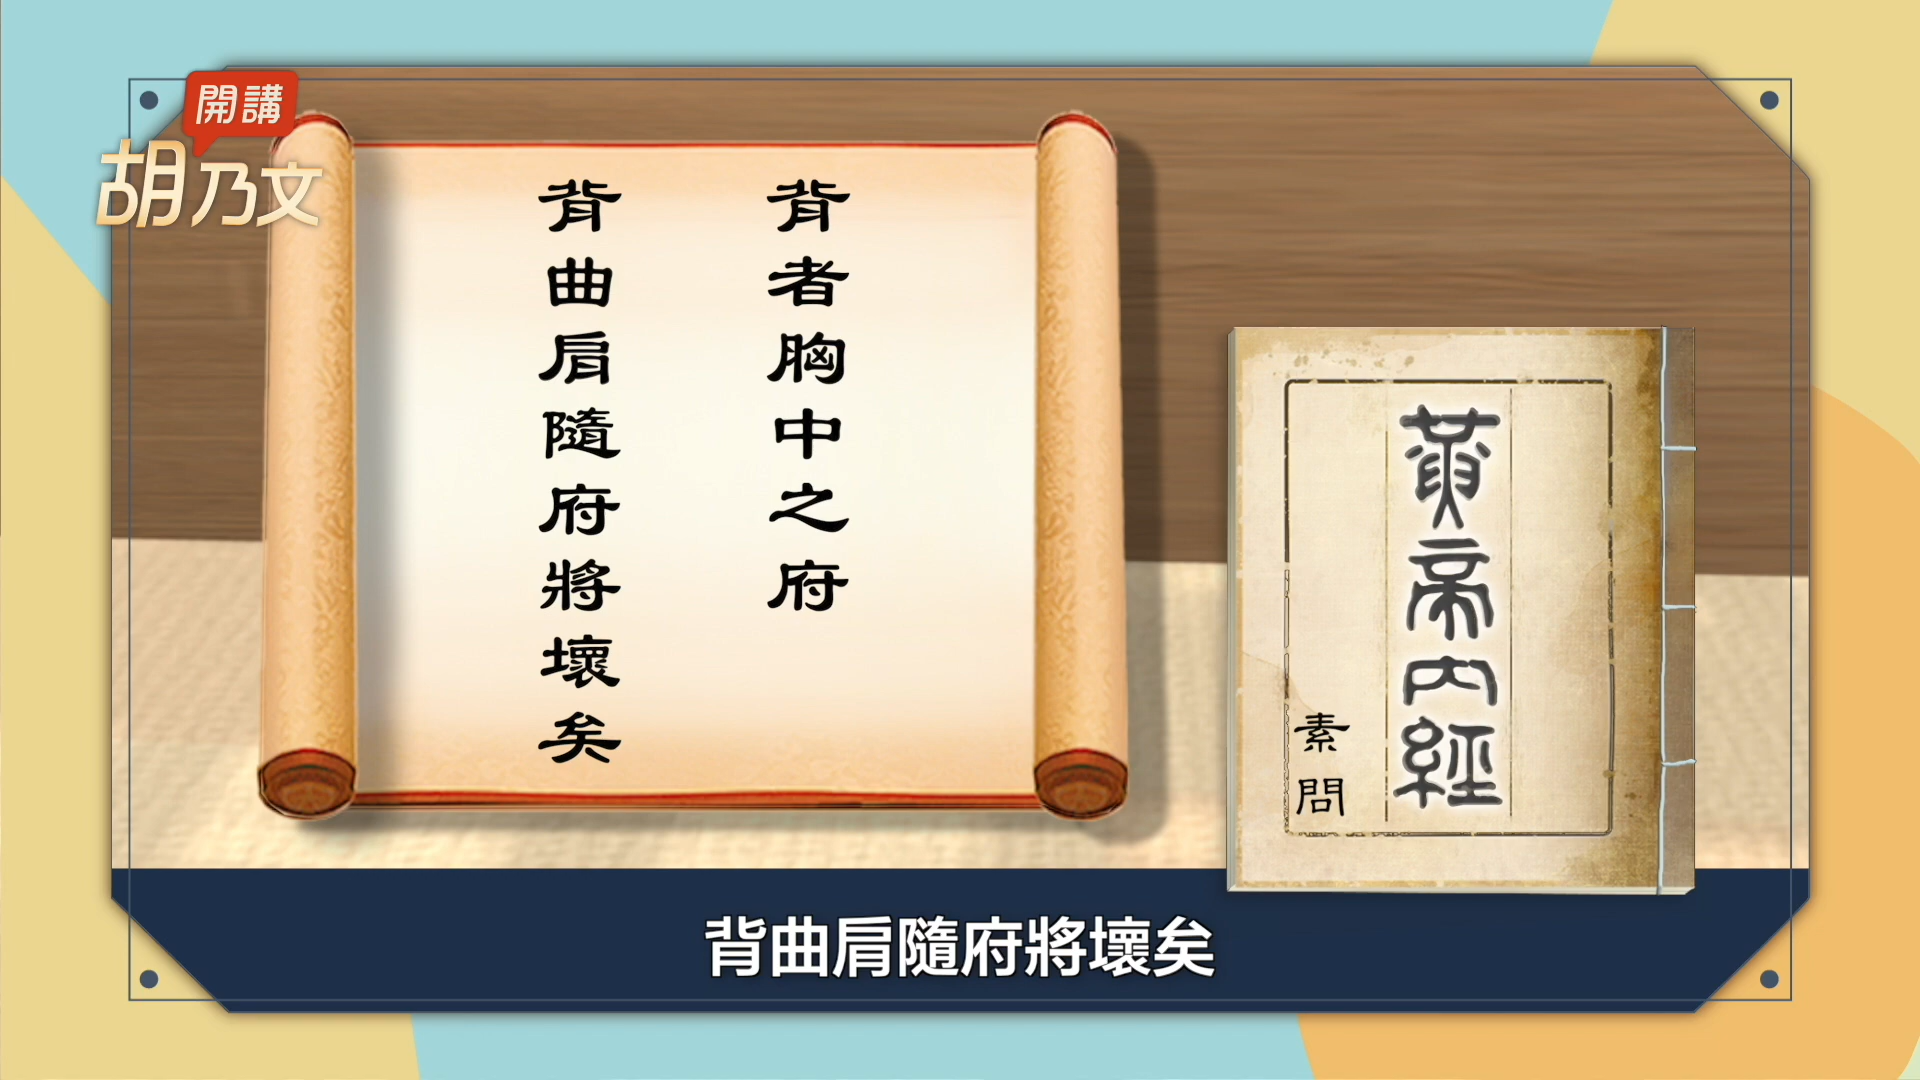 開講
胡乃文
背者胸中之府
背曲肩隨府將壞矣
黃帝內經
素問
背曲肩隨府將壞矣